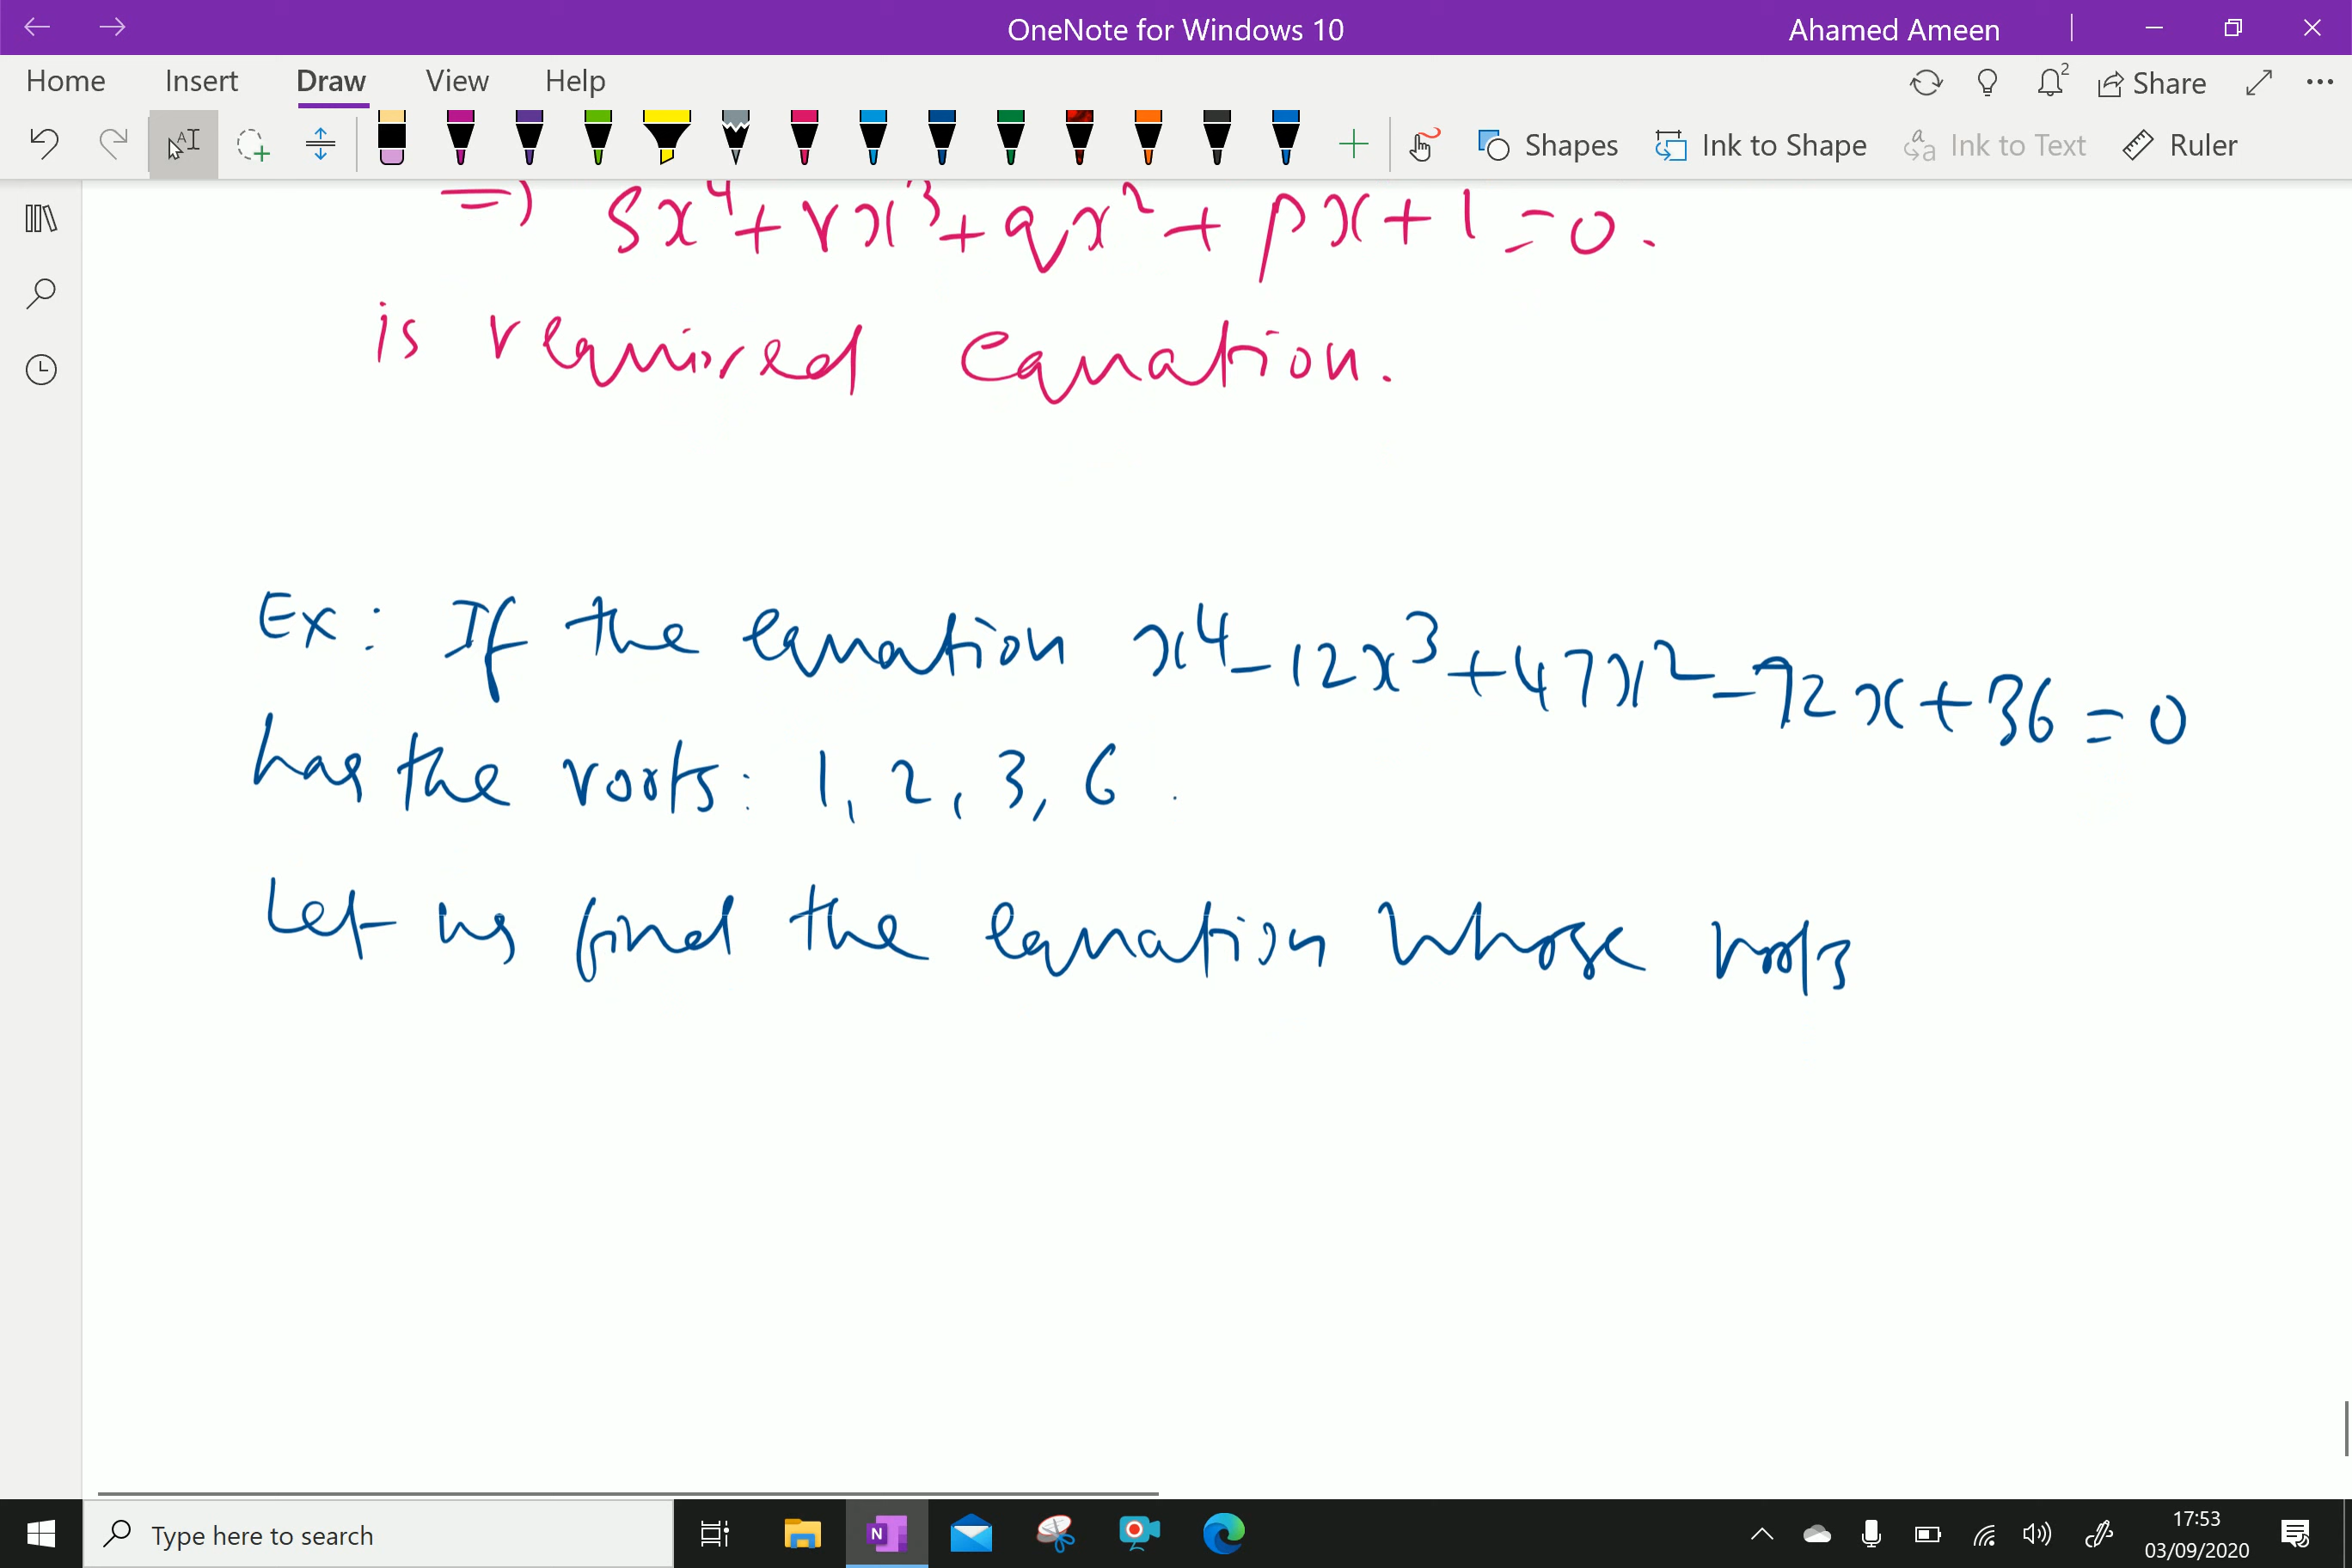 OneNote for Windows 10
Ahamed Ameen
Home Insert Draw View Help
2
Share
Shapes Ink to Shape Ink to Text Ruler
=) sx⁴+rx³+qx²+px+1=0.
is required equation.
Ex: If the equation x⁴-12x³+47x²-72x+36=0
has the roots: 1, 2, 3, 6.
Let us find the equation whose roots
Type here to search
17:53
03/09/2020